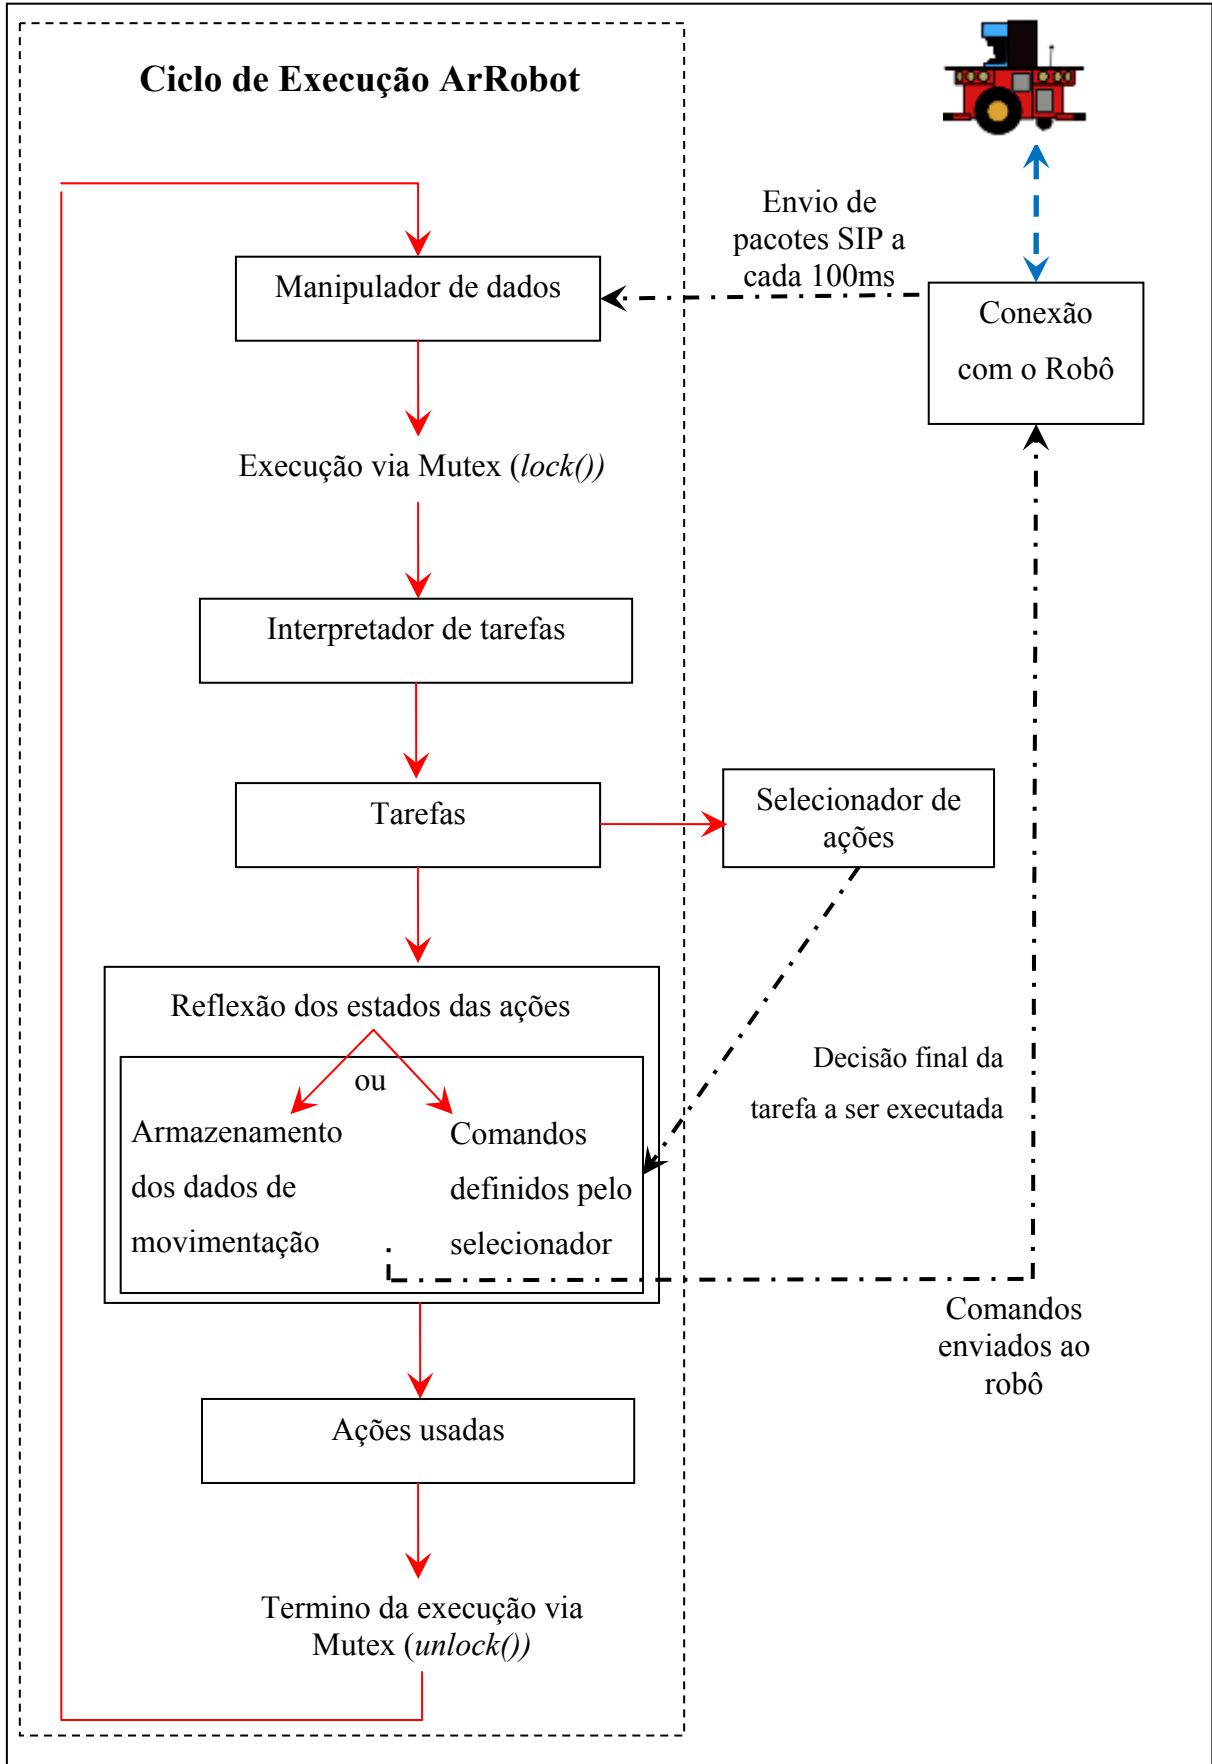 Ciclo de Execução ArRobot
Envio de
pacotes SIP a
cada 100ms
Manipulador de dados
Conexão
com o Robô
Execução via Mutex (lock())
Interpretador de tarefas
Tarefas
Selecionador de
ações
Reflexão dos estados das ações
ou
Armazenamento
dos dados de
movimentação
Comandos
definidos pelo
selecionador
Decisão final da
tarefa a ser executada
Comandos
enviados ao
robô
Ações usadas
Termino da execução via
Mutex (unlock())